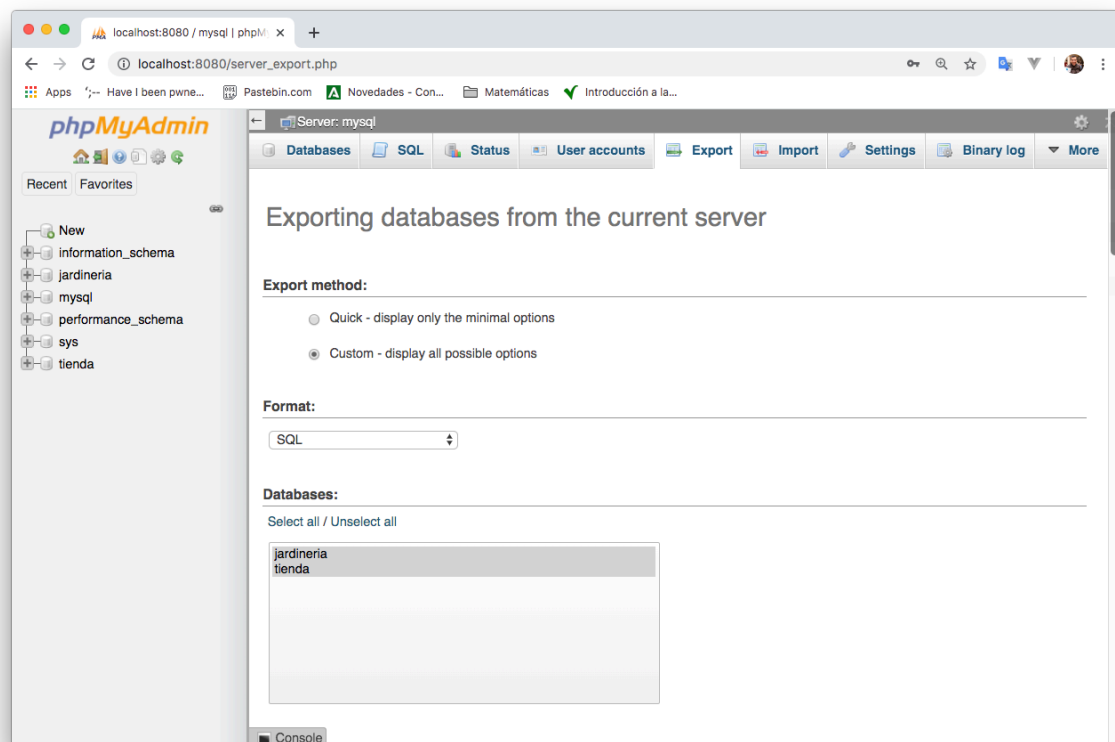 localhost:8080 / mysql | phpM
localhost:8080/server_export.php
Apps Have I been pwne... Pastebin.com Novedades - Con... Matemáticas Introducción a la...
phpMyAdmin
Recent Favorites
New
information_schema
jardineria
mysql
performance_schema
sys
tienda
Server: mysql
Databases SQL Status User accounts Export Import Settings Binary log More
Exporting databases from the current server
Export method:
Quick - display only the minimal options
Custom - display all possible options
Format:
SQL
Databases:
Select all / Unselect all
jardineria
tienda
Console